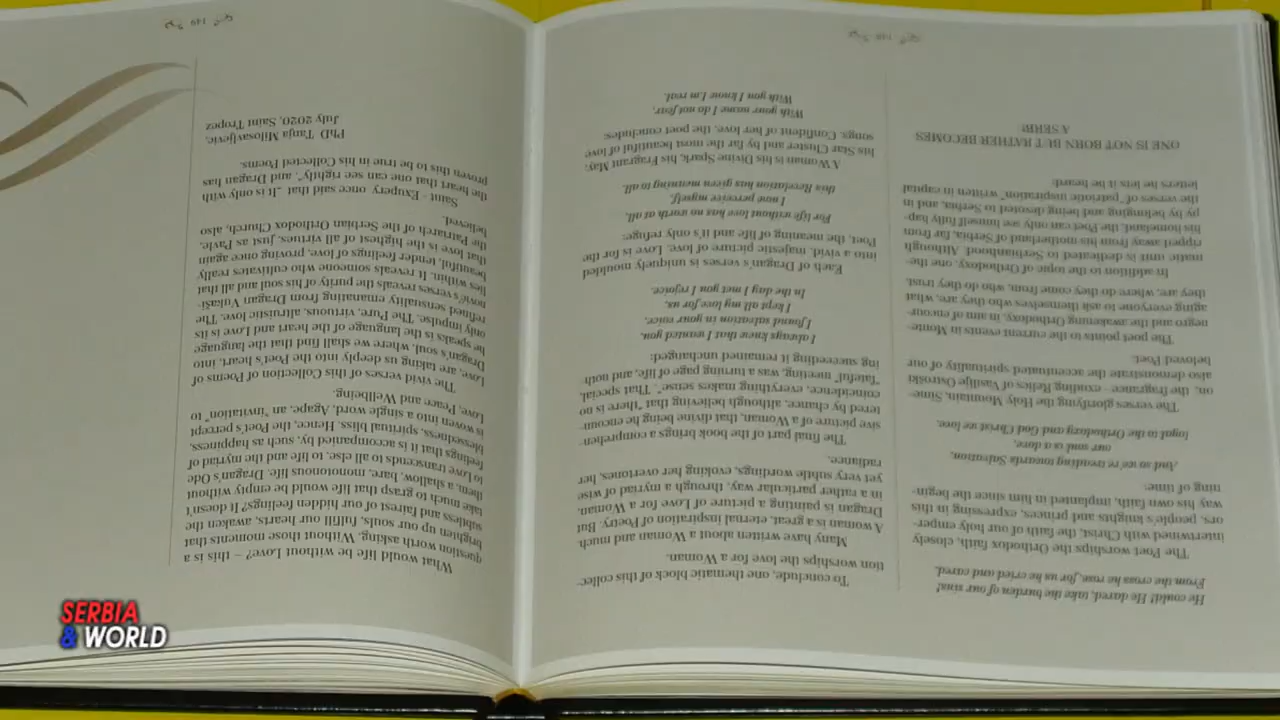 He could! He dared, take the burden of our sins!
From the cross he rose, for us he cried and cared.
The Poet worships the Orthodox faith, closely
intertwined with Christ, the faith of our holy emper-
ors, people's knights and princes, expressing in this
way his own faith, implanted in him since the begin-
ning of time:
And so we're trending towards Salvation,
our soul is a dove,
loyal to the Orthodoxy and God Christ we love.
The verses glorifying the Holy Mountain, Sime-
on, the fragrance - exuding Relics of Vasilije Ostroški
also demonstrate the accentuated spirituality of our
beloved Poet.
The poet points to the current events in Monte-
negro and the awakening Orthodoxy, in aim of encour-
aging everyone to ask themselves who they are, what
they are, where do they come from, who do they trust.
In addition to the topic of Orthodoxy, one the-
matic unit is dedicated to Serbianhood. Although
ripped away from his motherland of Serbia, far from
his homeland, the Poet can only see himself fully hap-
py by belonging and being devoted to Serbia, and in
the verses of "patriotic inspiration" written in capital
letters he lets it be heard:
ONE IS NOT BORN BUT RATHER BECOMES
A SERB!
148
To conclude, one thematic block of this collec-
tion worships the love for a Woman.
Many have written about a Woman and much
A woman is a great, eternal inspiration of Poetry. But
Dragan is painting a picture of Love for a Woman,
in a rather particular way, through a myriad of wise
yet very subtle wordings, evoking her overtones, her
radiance.
The final part of the book brings a comprehen-
sive picture of a Woman, that divine being he encoun-
tered by chance, although believing that "there is no
coincidence, everything makes sense". That special,
"fateful" meeting, was a turning page of life, and noth-
ing succeeding it remained unchanged:
I always knew that I wanted you,
I found salvation in your voice,
I kept all my love for us,
In the day I met you I rejoice.
Each of Dragan's verses is uniquely moulded
into a vivid, majestic picture of love. Love is for the
Poet, the meaning of life and it's only refuge:
For life without love has no worth at all,
I now perceive myself,
this Revelation has given meaning to all.
A Woman is his Divine Spark, his Fragrant May,
his Star Cluster and by far the most beautiful of love
songs. Confident of her love, the poet concludes:
With your name I do not fear,
With you I know I,m real.
What would life be without Love? – this is a
question worth asking. Without those moments that
brighten up our souls, fulfill our hearts, awaken the
subtless and fairest of our hidden feelings? It doesn't
take much to grasp that life would be empty without
them, a shallow, bare, monotonous life. Dragan's Ode
to Love transcends to all else, to life and the myriad of
feelings that it is accompanied by, such as happiness,
blessedness, spiritual bliss. Hence, the Poet's percept
is woven into a single word, Agape, an "invitation" to
Love, Peace and Wellbeing.
The vivid verses of this Collection of Poems of
Love, are taking us deeply into the Poet's heart, into
Dragan's soul, where we shall find that the language
he speaks is the language of the heart and Love is its
only impulse. The Pure, virtuous, altruistic love. The
refined sensuality emanating from Dragan Vulaši-
nović's verses reveals the purity of his soul and all that
lies within. It reveals someone who cultivates really
beautiful, tender feelings of love, proving once again
that love is the highest of all virtues, just as Pavle,
the Patriarch of the Serbian Orthodox Church, also
believed.
Saint - Exupery once said that „It is only with
the heart that one can see rightly", and Dragan has
proven this to be true in his Collected Poems.
PhD Tanja Milosavljevic,
July 2020, Saint Tropez
149
SERBIA
& WORLD